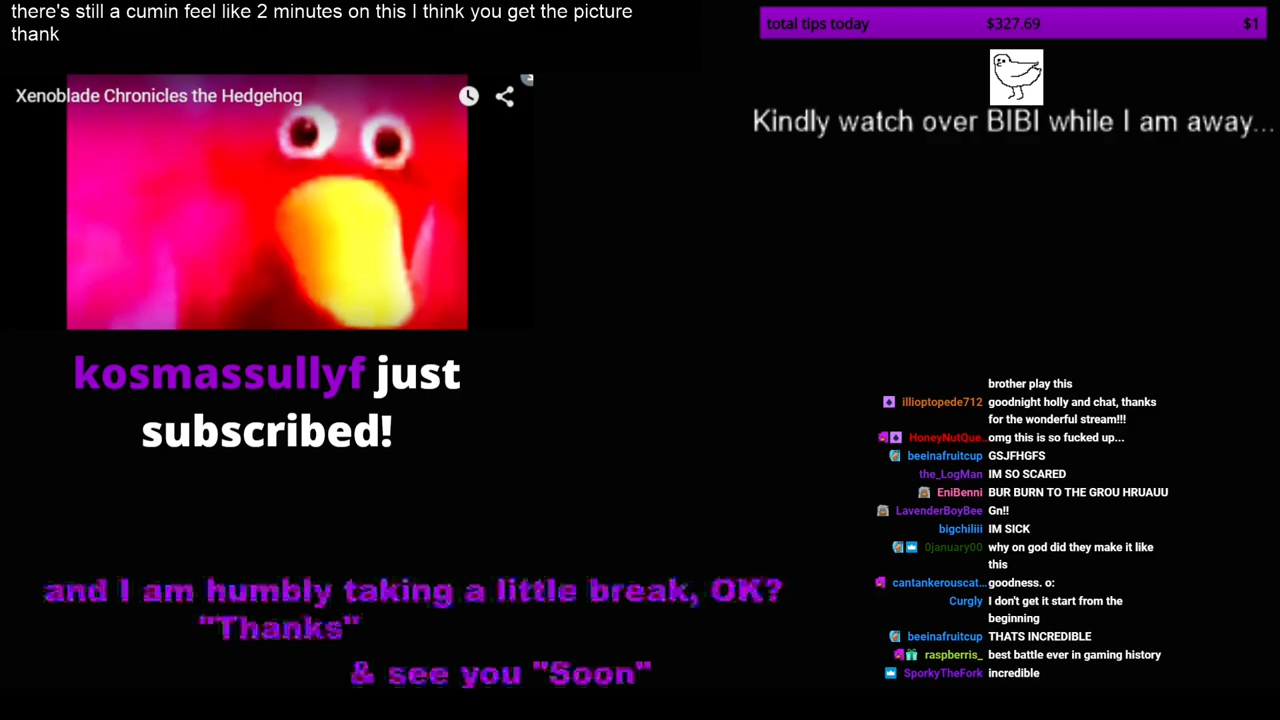 there's still a cumin feel like 2 minutes on this I think you get the picture
thank
Xenoblade Chronicles the Hedgehog
kosmassullyf just
subscribed!
and I am humbly taking a little break, OK?
"Thanks"
& see you "Soon"
total tips today $327.69 $1
Kindly watch over BIBI while I am away...
brother play this
illioptopede712 goodnight holly and chat, thanks
for the wonderful stream!!!
HoneyNutQue... omg this is so fucked up...
beeinafruitcup GSJFHGFS
the_LogMan IM SO SCARED
EniBenni BUR BURN TO THE GROU HRUAUU
LavenderBoyBee Gn!!
bigchiliii IM SICK
0january00 why on god did they make it like
this
cantankerouscat... goodness. o:
Curgly I don't get it start from the
beginning
beeinafruitcup THATS INCREDIBLE
raspberris_ best battle ever in gaming history
SporkyTheFork incredible